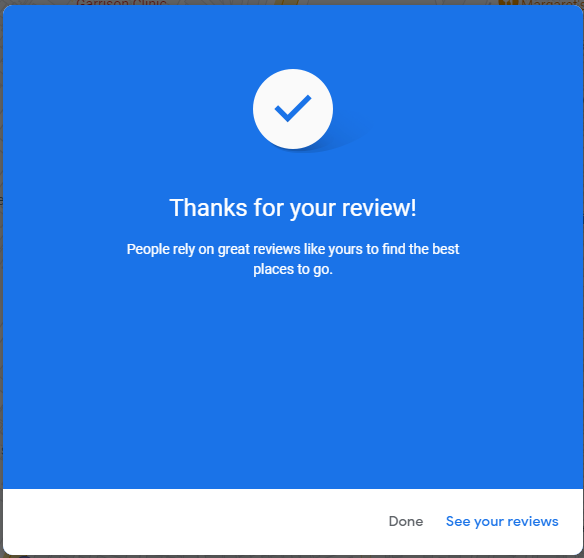 Garrison Clinic
Margaret's
Thanks for your review!
People rely on great reviews like yours to find the best
places to go.
Done
See your reviews